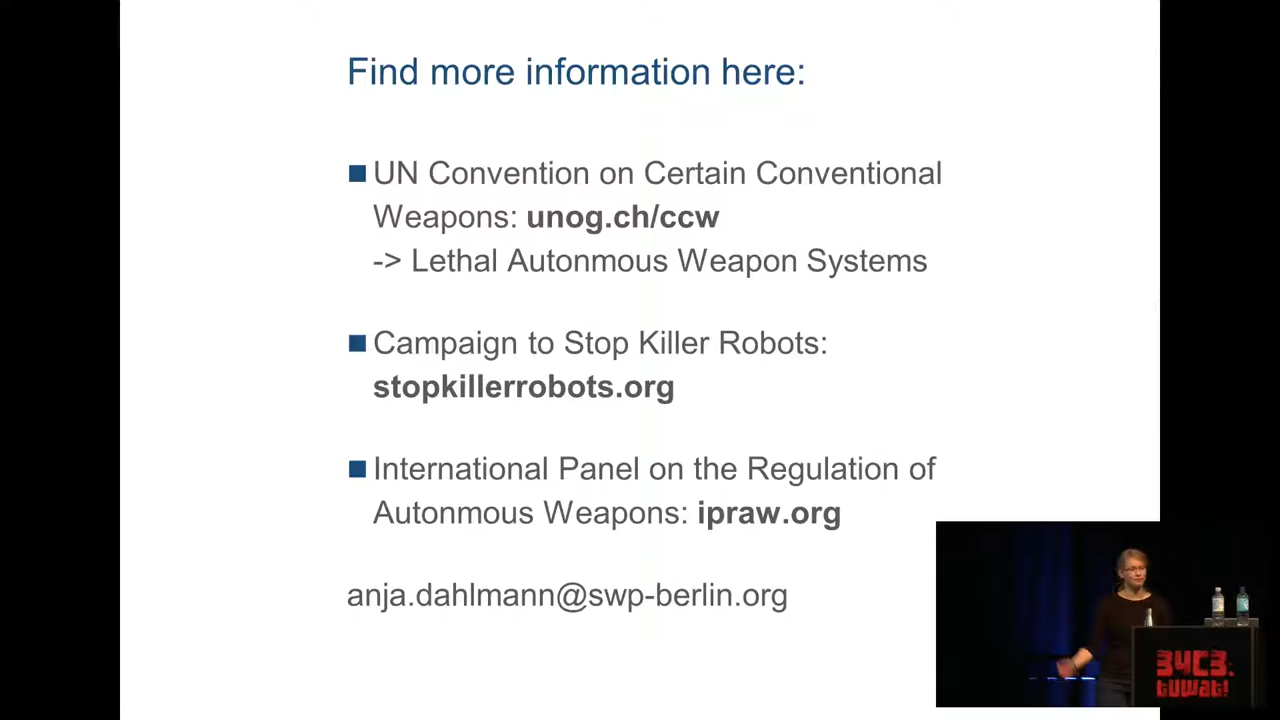 Find more information here:
UN Convention on Certain Conventional
Weapons: unog.ch/ccw
-> Lethal Autonmous Weapon Systems
Campaign to Stop Killer Robots:
stopkillerrobots.org
International Panel on the Regulation of
Autonmous Weapons: ipraw.org
anja.dahlmann@swp-berlin.org
34C3.
tuwat!